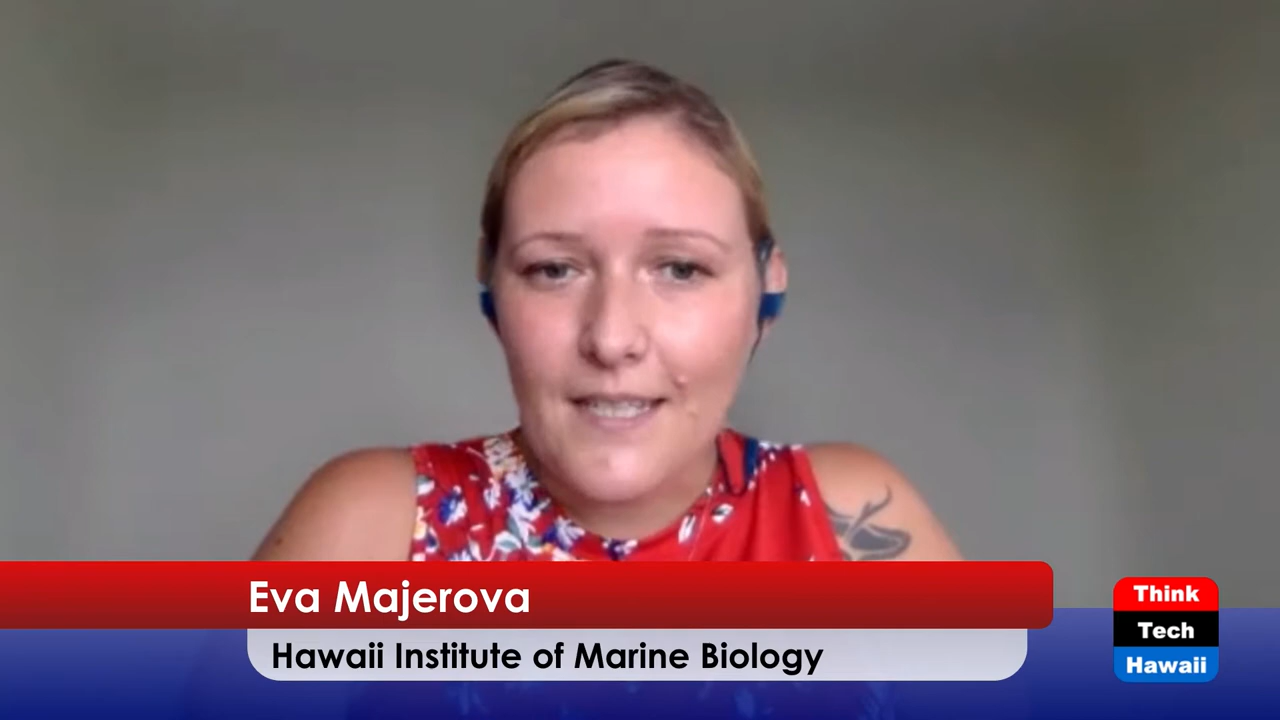 Eva Majerova
Hawaii Institute of Marine Biology
Think
Tech
Hawaii